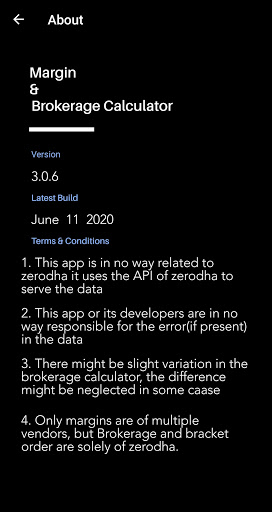 About
Margin
&
Brokerage Calculator
Version
3.0.6
Latest Build
June 11 2020
Terms & Conditions
1. This app is in no way related to
zerodha it uses the API of zerodha to
serve the data
2. This app or its developers are in no
way responsible for the error(if present)
in the data
3. There might be slight variation in the
brokerage calculator, the difference
might be neglected in some caase
4. Only margins are of multiple
vendors, but Brokerage and bracket
order are solely of zerodha.